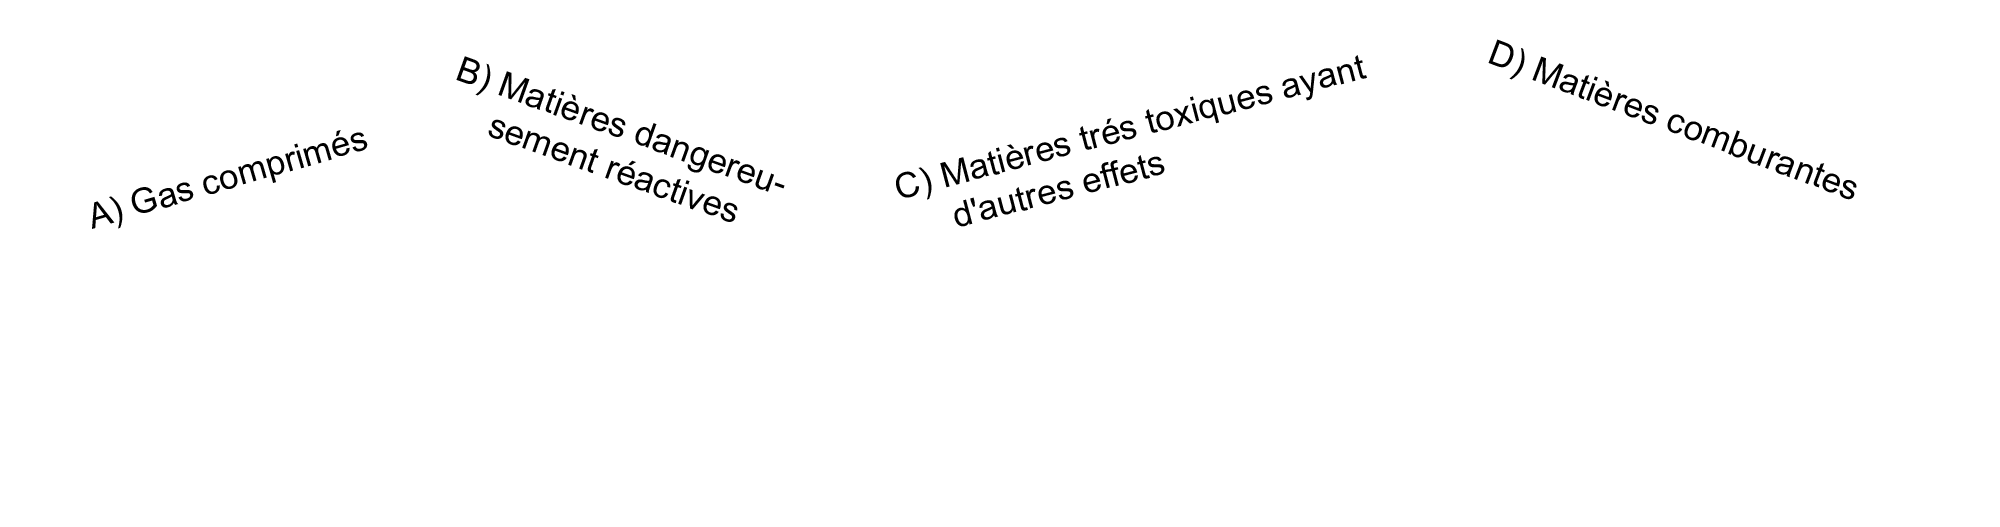 A) Gas comprimés
B) Matières dangereu-
sement réactives
C) Matières trés toxiques ayant
d'autres effets
D) Matières comburantes